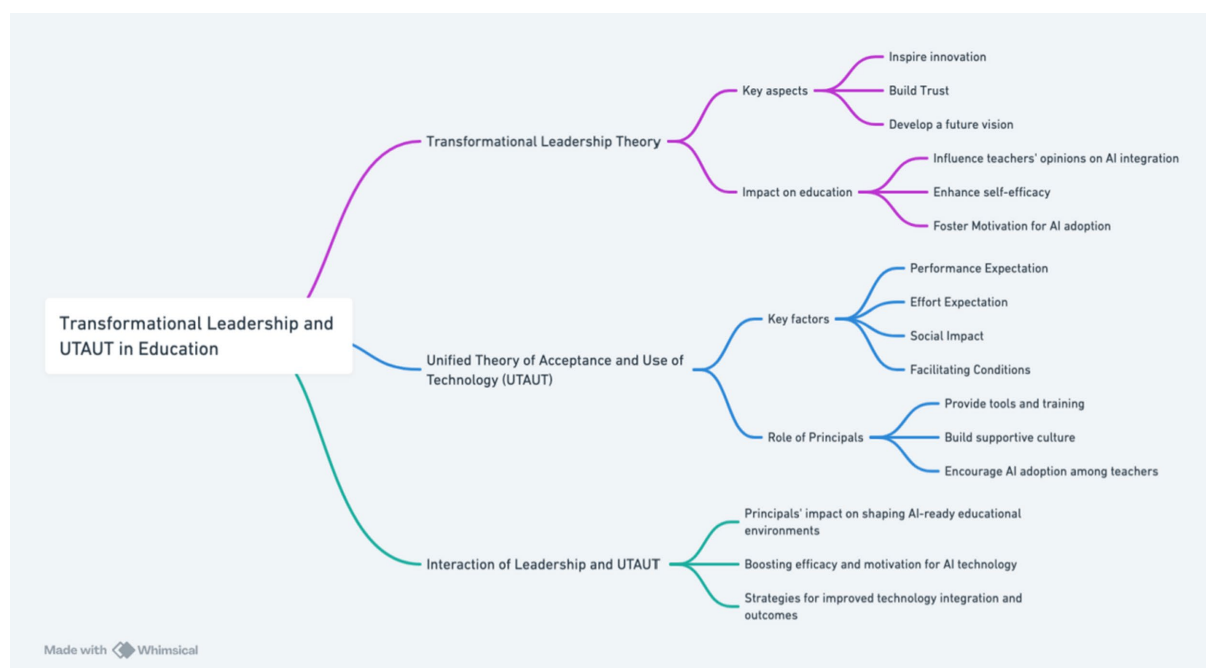 Transformational Leadership and
UTAUT in Education
Transformational Leadership Theory
Key aspects
Inspire innovation
Build Trust
Develop a future vision
Impact on education
Influence teachers' opinions on AI integration
Enhance self-efficacy
Foster Motivation for AI adoption
Unified Theory of Acceptance and Use of
Technology (UTAUT)
Key factors
Performance Expectation
Effort Expectation
Social Impact
Facilitating Conditions
Role of Principals
Provide tools and training
Build supportive culture
Encourage AI adoption among teachers
Interaction of Leadership and UTAUT
Principals' impact on shaping AI-ready educational
environments
Boosting efficacy and motivation for AI technology
Strategies for improved technology integration and
outcomes
Made with Whimsical